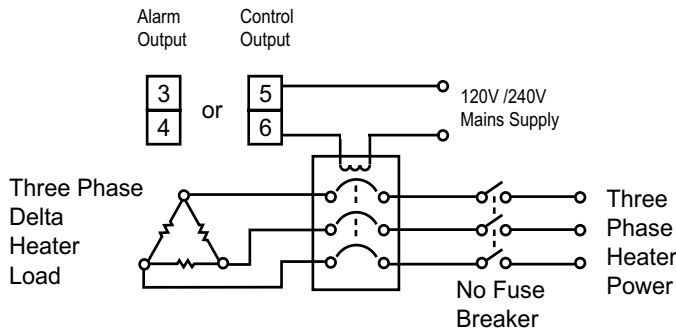 Alarm
Output
Control
Output
3
4
or
5
6
120V /240V
Mains Supply
Three Phase
Delta
Heater
Load
Three
Phase
Heater
Power
No Fuse
Breaker